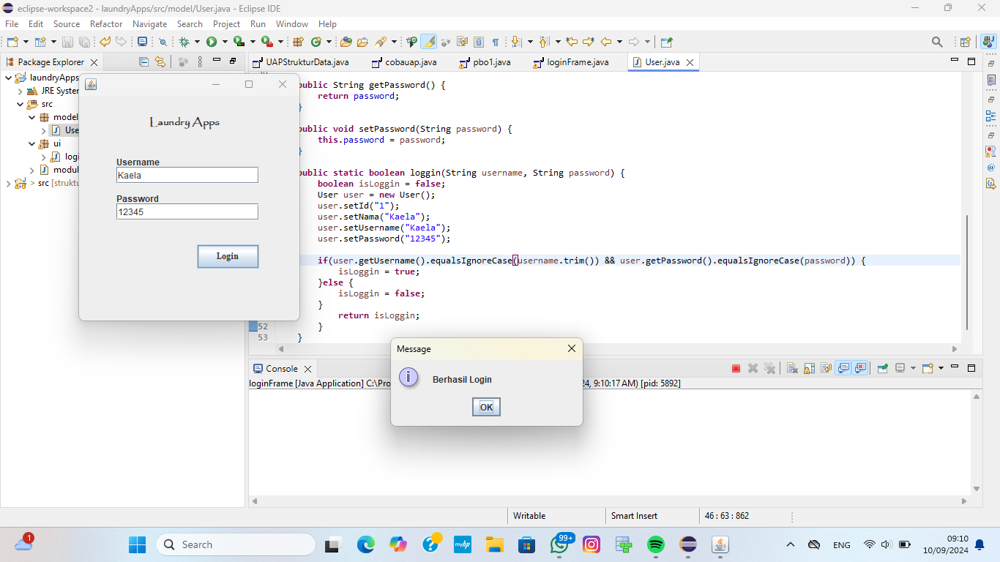 eclipse-workspace2 - laundryApps/src/model/User.java - Eclipse IDE
File Edit Source Refactor Navigate Search Project Run Window Help
Package Explorer
UAPStrukturData.java cobauap.java pbo1.java loginFrame.java User.java
laundryApps
JRE System
src
model
ui
public String getPassword() {
return password;
}
public void setPassword(String password) {
this.password = password;
}
public static boolean loggin(String username, String password) {
boolean isLoggin = false;
User user = new User();
user.setId("1");
user.setNama("Kaela");
user.setUsername("Kaela");
user.setPassword("12345");
if(user.getUsername().equalsIgnoreCase(username.trim()) && user.getPassword().equalsIgnoreCase(password)) {
isLoggin = true;
}else {
isLoggin = false;
}
return isLoggin;
52 }
53 }
Laundry Apps
Username
Kaela
Password
12345
Login
Message
Berhasil Login
OK
Console
loginFrame [Java Application] C:\Pro
24, 9:10:17 AM) [pid: 5892]
Writable Smart Insert 46 : 63 : 862
1
Search
myhp
99+
ENG
09:10
10/09/2024